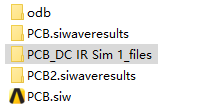 odb
PCB.siwaveresults
PCB_DC IR Sim 1_files
PCB2.siwaveresults
PCB.siw